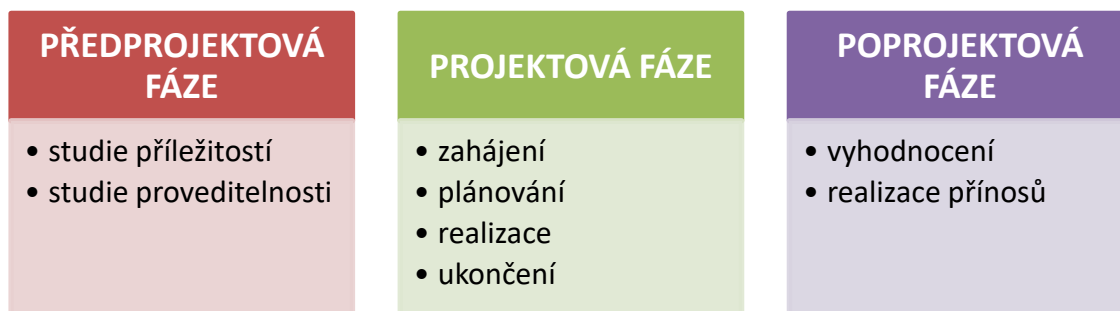 PŘEDPROJEKTOVÁ
FÁZE
• studie příležitostí
• studie proveditelnosti
PROJEKTOVÁ FÁZE
• zahájení
• plánování
• realizace
• ukončení
POPROJEKTOVÁ
FÁZE
• vyhodnocení
• realizace přínosů